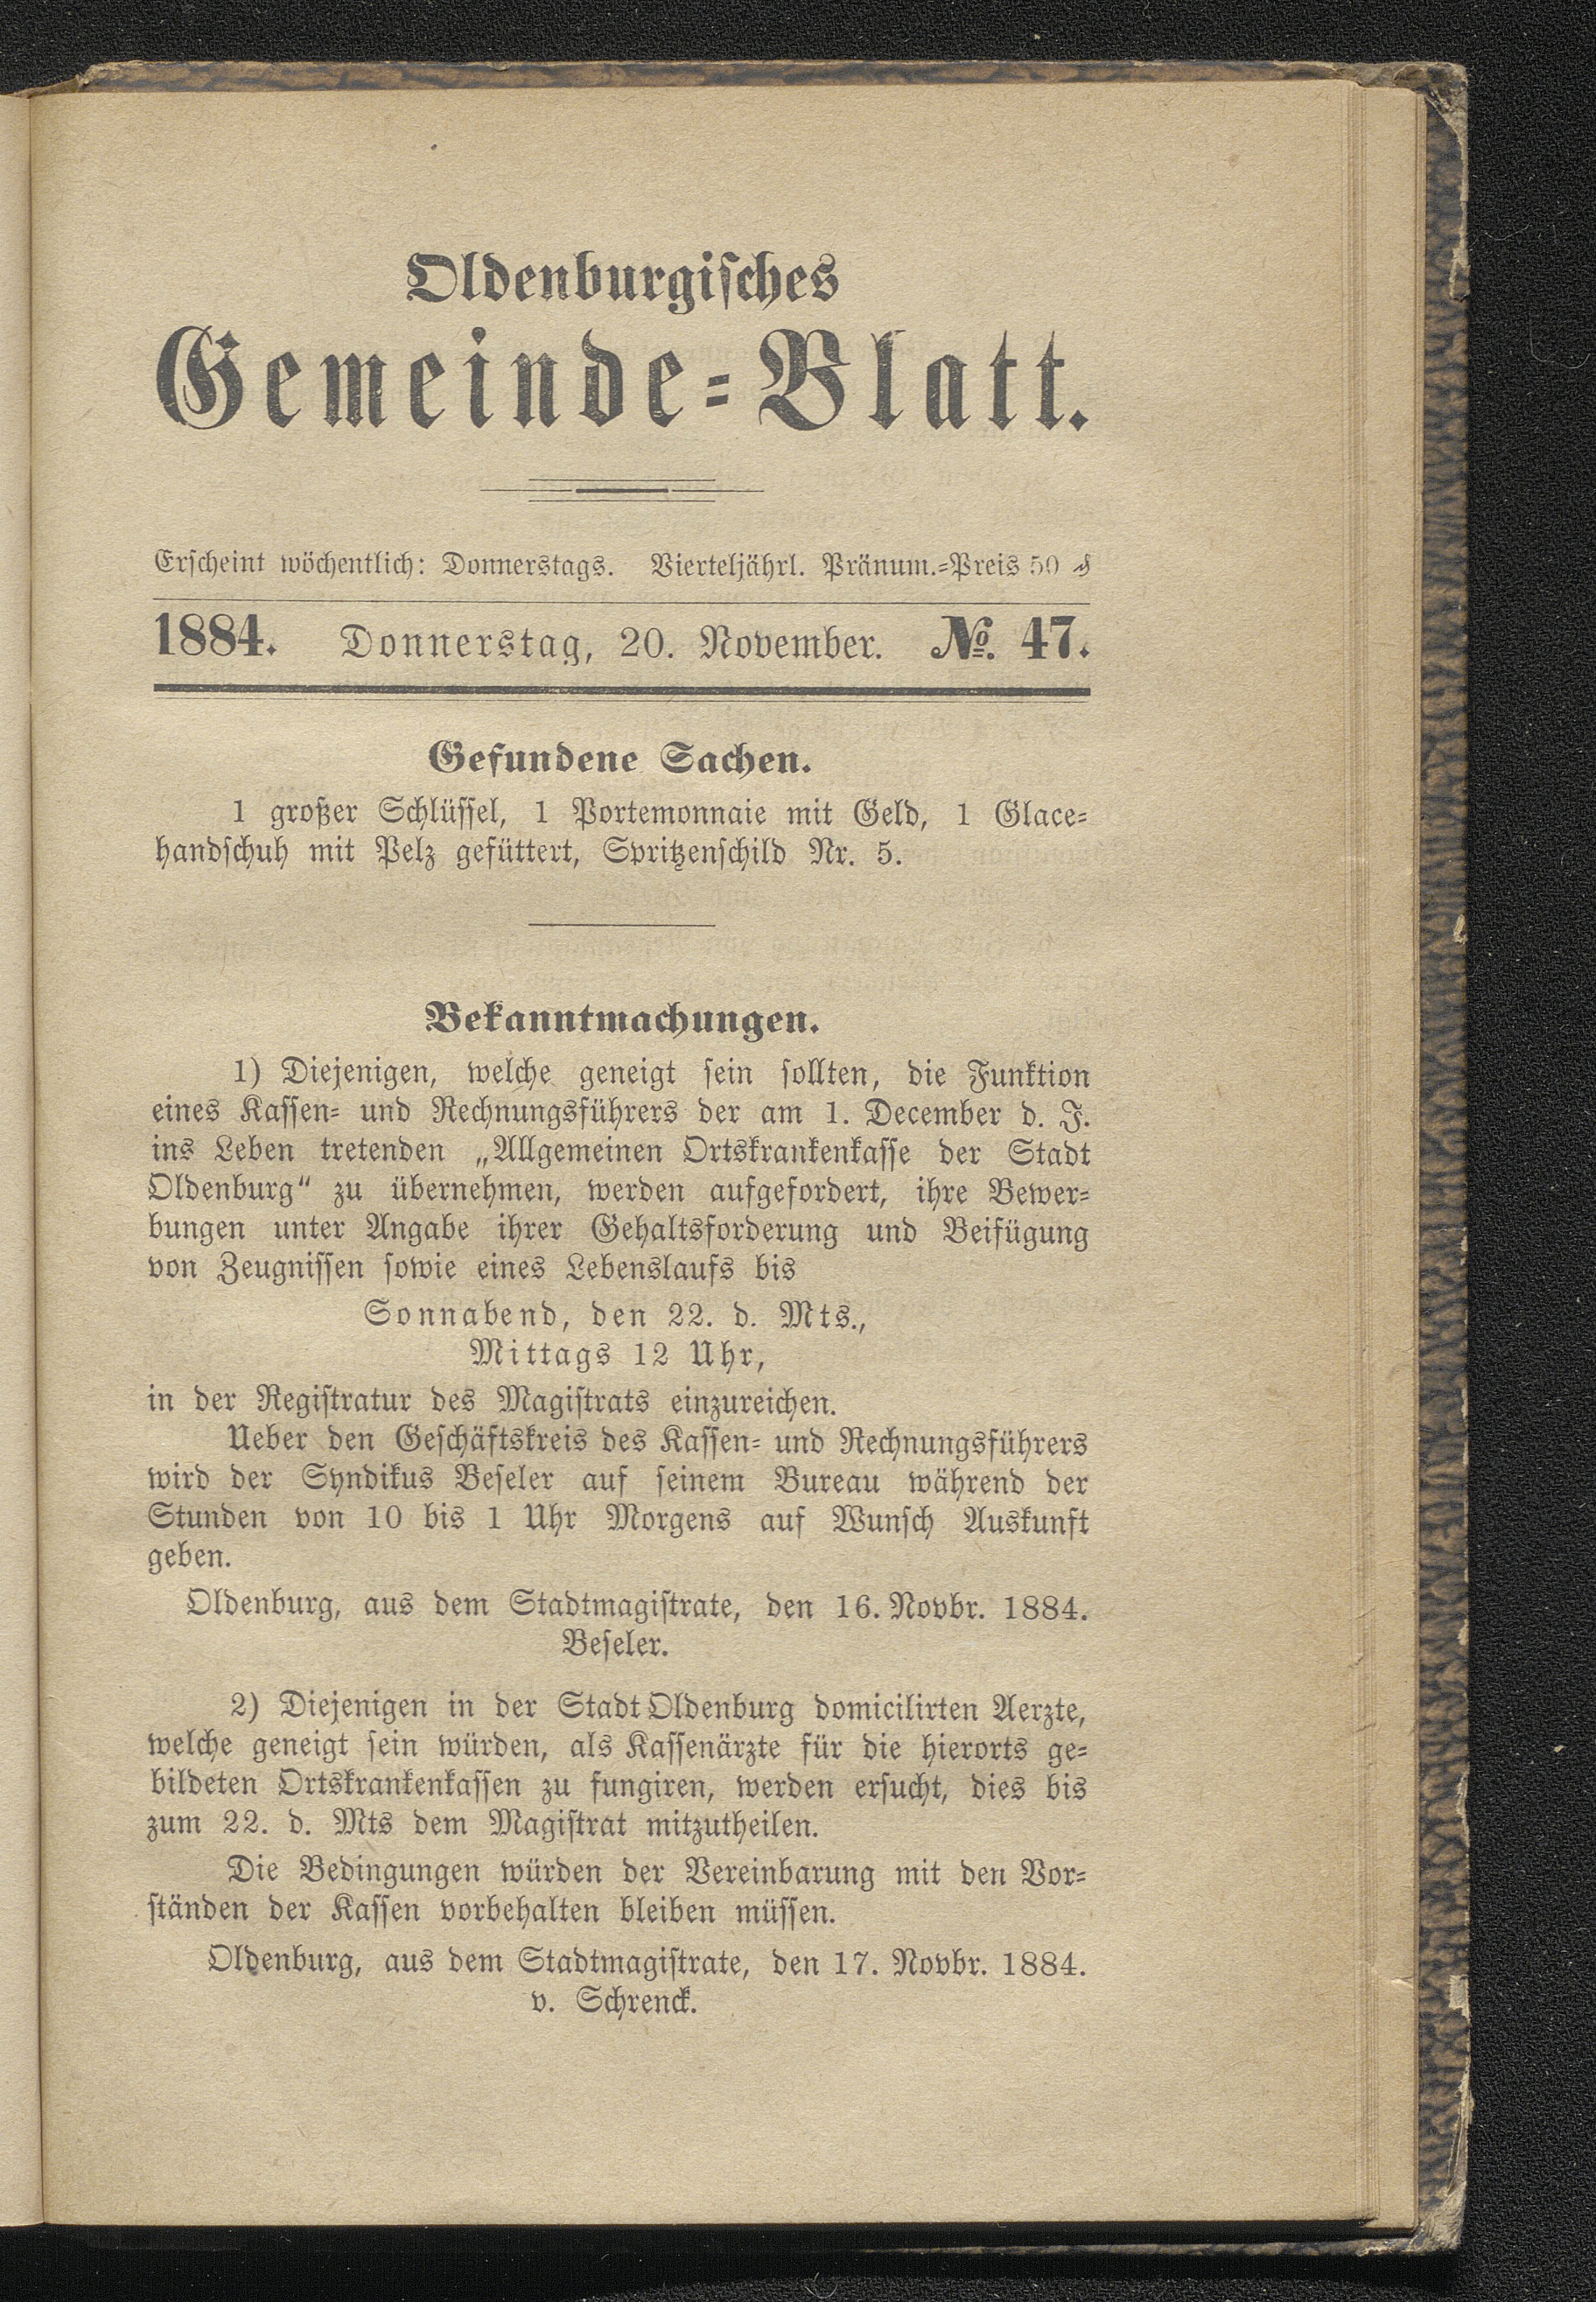 Oldenburgisches
Gemeinde=Blatt.
Erscheint wöchentlich: Donnerstags. Vierteljährl. Pränum.=Preis 50 ₰
1884. Donnerstag, 20. November. №. 47.
Gefundene Sachen.
1 großer Schlüssel, 1 Portemonnaie mit Geld, 1 Glace=
handschuh mit Pelz gefüttert, Spritzenschild Nr. 5.
Bekanntmachungen.
1) Diejenigen, welche geneigt sein sollten, die Funktion
eines Kassen= und Rechnungsführers der am 1. December d. J.
ins Leben tretenden „Allgemeinen Ortskrankenkasse der Stadt
Oldenburg“ zu übernehmen, werden aufgefordert, ihre Bewer=
bungen unter Angabe ihrer Gehaltsforderung und Beifügung
von Zeugnissen sowie eines Lebenslaufs bis
Sonnabend, den 22. d. Mts.,
Mittags 12 Uhr,
in der Registratur des Magistrats einzureichen.
Ueber den Geschäftskreis des Kassen= und Rechnungsführers
wird der Syndikus Beseler auf seinem Bureau während der
Stunden von 10 bis 1 Uhr Morgens auf Wunsch Auskunft
geben.
Oldenburg, aus dem Stadtmagistrate, den 16. Novbr. 1884.
Beseler.
2) Diejenigen in der Stadt Oldenburg domicilirten Aerzte,
welche geneigt sein würden, als Kassenärzte für die hierorts ge=
bildeten Ortskrankenkassen zu fungiren, werden ersucht, dies bis
zum 22. d. Mts dem Magistrat mitzutheilen.
Die Bedingungen würden der Vereinbarung mit den Vor=
ständen der Kassen vorbehalten bleiben müssen.
Oldenburg, aus dem Stadtmagistrate, den 17. Novbr. 1884.
v. Schrenck.